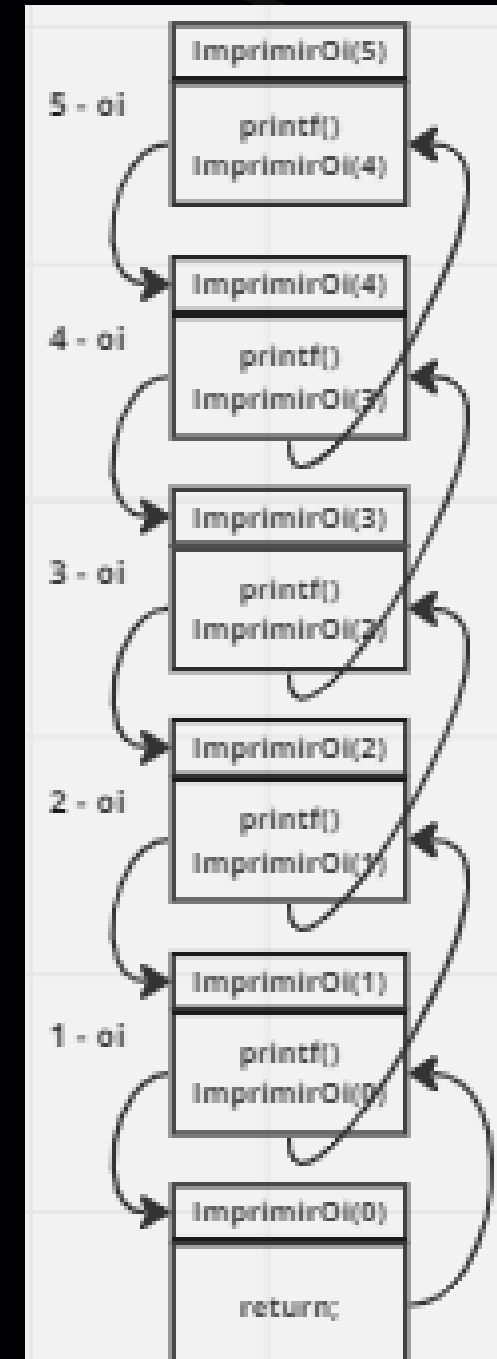 ImprimirOi(5)
5 - oi
printf()
ImprimirOi(4)
ImprimirOi(4)
4 - oi
printf()
ImprimirOi(3)
ImprimirOi(3)
3 - oi
printf()
ImprimirOi(2)
ImprimirOi(2)
2 - oi
printf()
ImprimirOi(1)
ImprimirOi(1)
1 - oi
printf()
ImprimirOi(0)
ImprimirOi(0)
return;